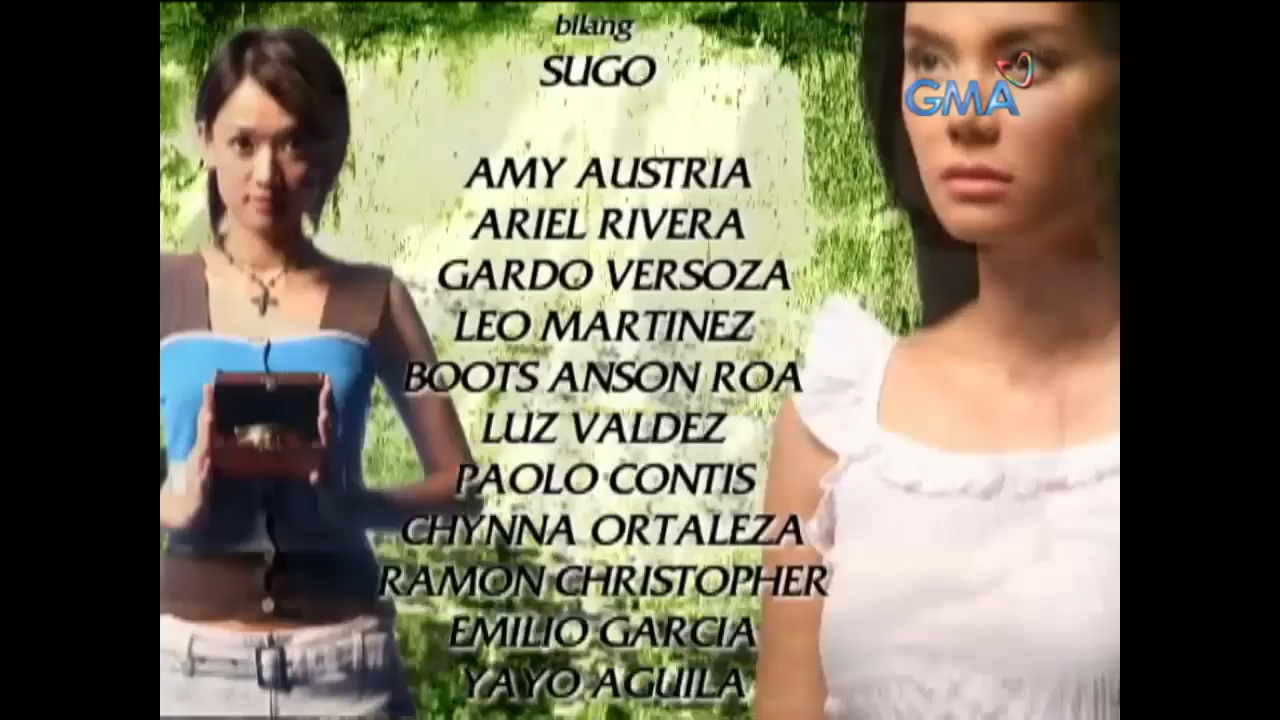 bilang
SUGO
GMA
AMY AUSTRIA
ARIEL RIVERA
GARDO VERSOZA
LEO MARTINEZ
BOOTS ANSON ROA
LUZ VALDEZ
PAOLO CONTIS
CHYNNA ORTALEZA
RAMON CHRISTOPHER
EMILIO GARCIA
YAYO AGUILA